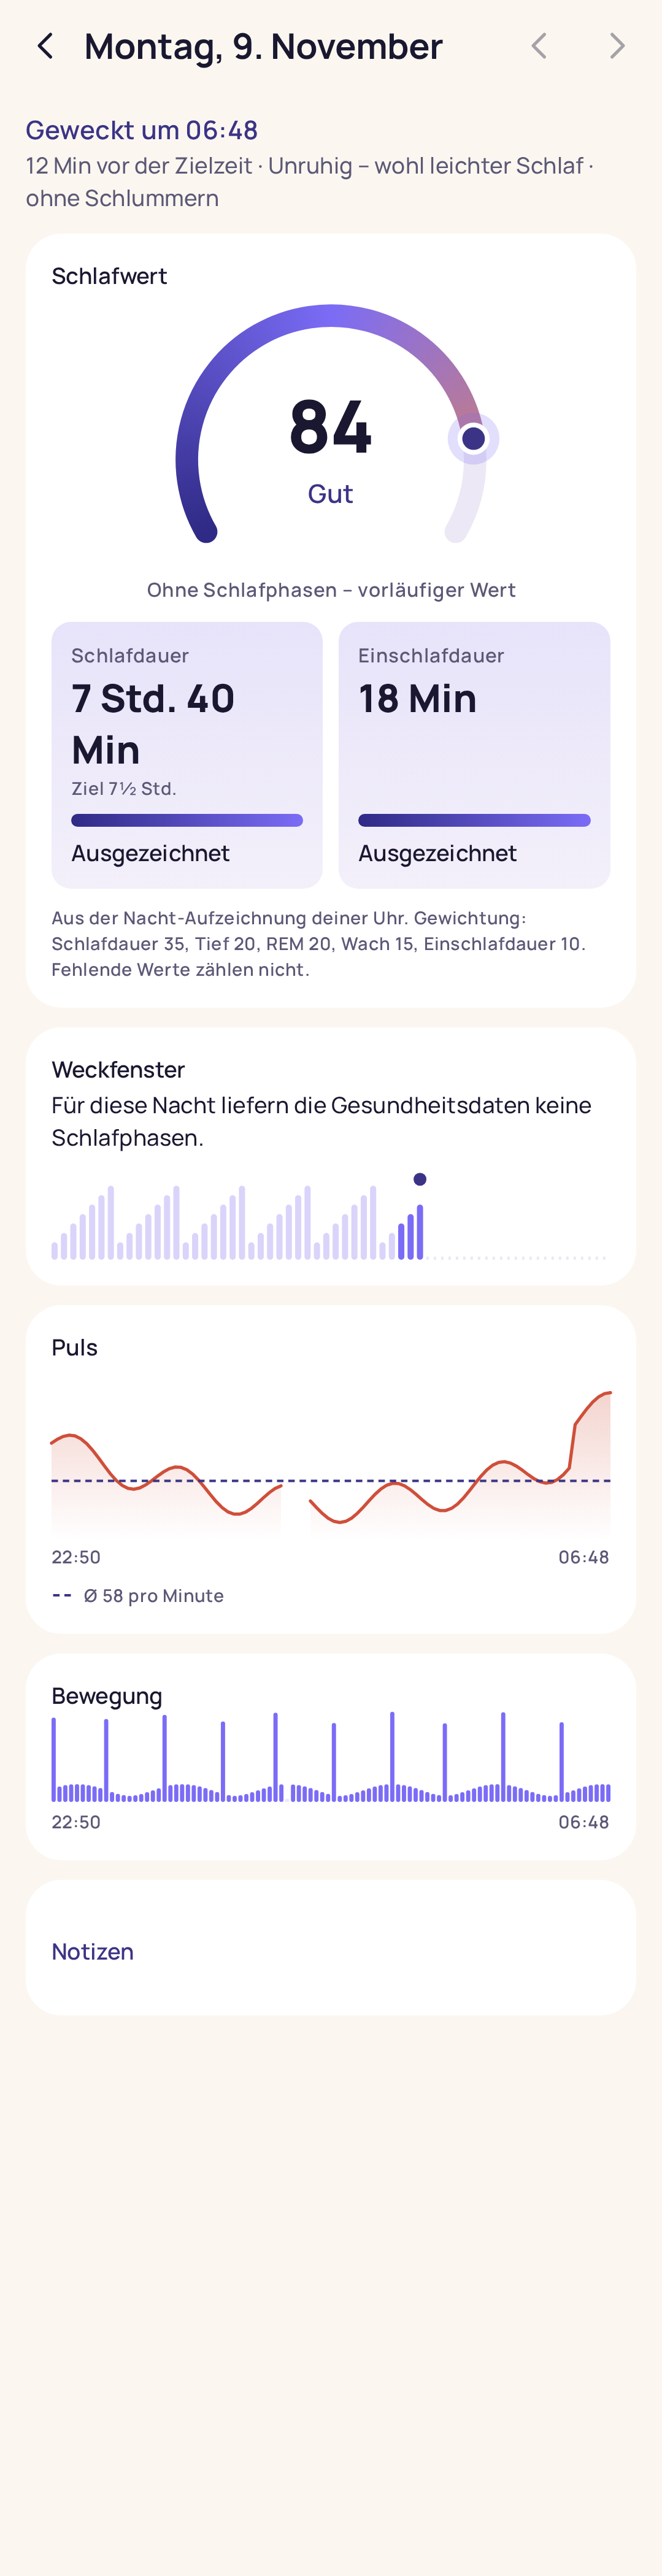 Montag, 9. November
Geweckt um 06:48
12 Min vor der Zielzeit · Unruhig – wohl leichter Schlaf ·
ohne Schlummern
Schlafwert
84
Gut
Ohne Schlafphasen – vorläufiger Wert
Schlafdauer
7 Std. 40
Min
Ziel 7½ Std.
Ausgezeichnet
Einschlafdauer
18 Min
Ausgezeichnet
Aus der Nacht-Aufzeichnung deiner Uhr. Gewichtung:
Schlafdauer 35, Tief 20, REM 20, Wach 15, Einschlafdauer 10.
Fehlende Werte zählen nicht.
Weckfenster
Für diese Nacht liefern die Gesundheitsdaten keine
Schlafphasen.
Puls
22:50 06:48
Ø 58 pro Minute
Bewegung
22:50 06:48
Notizen